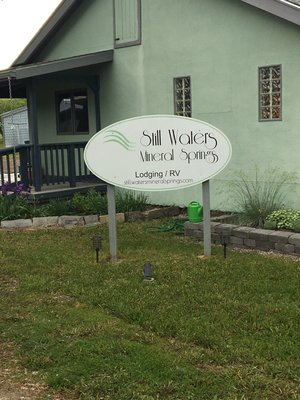 Still Waters
Mineral Springs
Lodging / RV
stillwatersmineralsprings.com